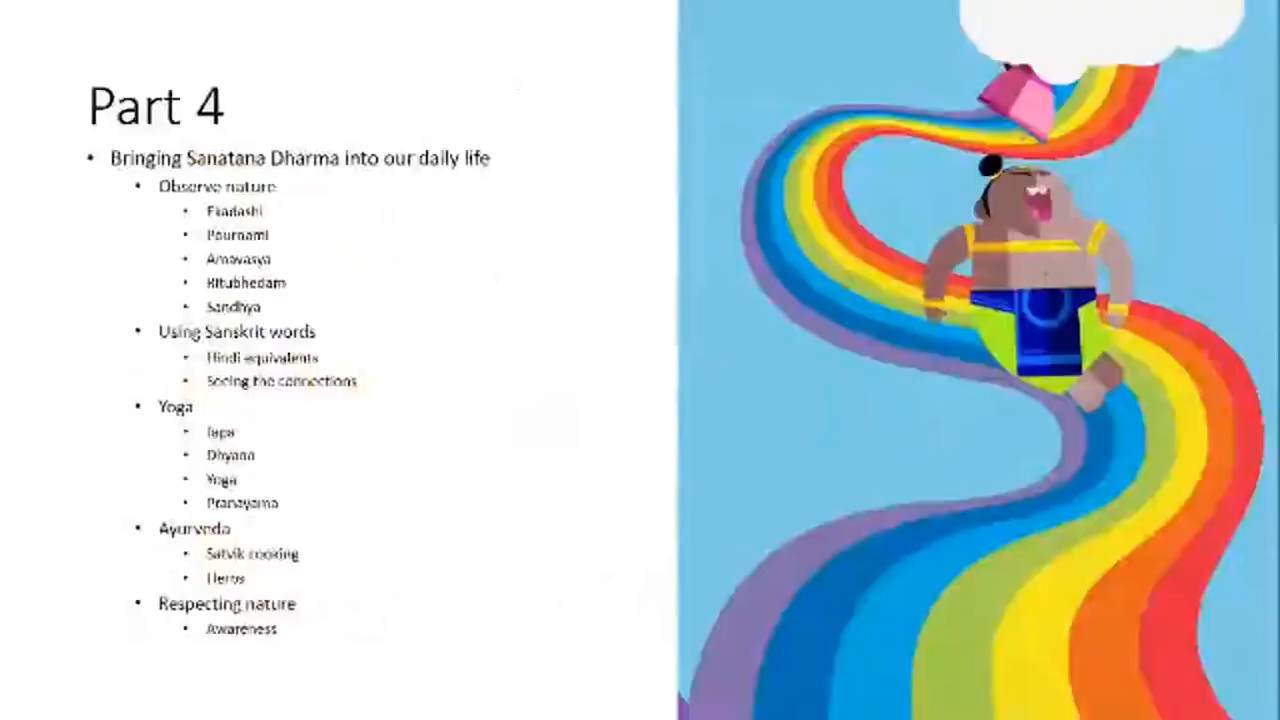 Part 4
• Bringing Sanatana Dharma into our daily life
• Observe nature
• Ekadashi
• Pournami
• Amavasya
• Ritubhedam
• Sandhya
• Using Sanskrit words
• Hindi equivalents
• Seeing the connections
• Yoga
• Japa
• Dhyana
• Yoga
• Pranayama
• Ayurveda
• Satvik cooking
• Herbs
• Respecting nature
• Awareness